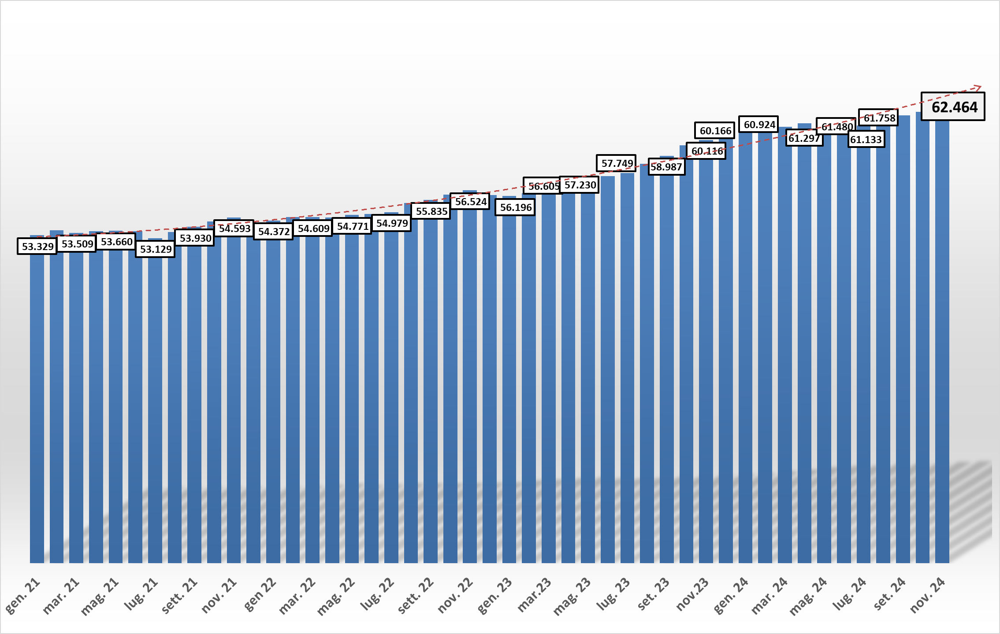 53.329
53.509
53.660
53.129
53.930
54.593
54.372
54.609
54.771
54.979
55.835
56.524
56.196
56.605
57.230
57.749
58.987
60.116
60.166
60.924
61.297
61.480
61.133
61.758
62.464
gen. 21
mar. 21
mag. 21
lug. 21
sett. 21
nov. 21
gen 22
mar. 22
mag. 22
lug. 22
sett. 22
nov. 22
gen. 23
mar.23
mag. 23
lug. 23
set. 23
nov.23
gen. 24
mar. 24
mag. 24
lug. 24
set. 24
nov. 24